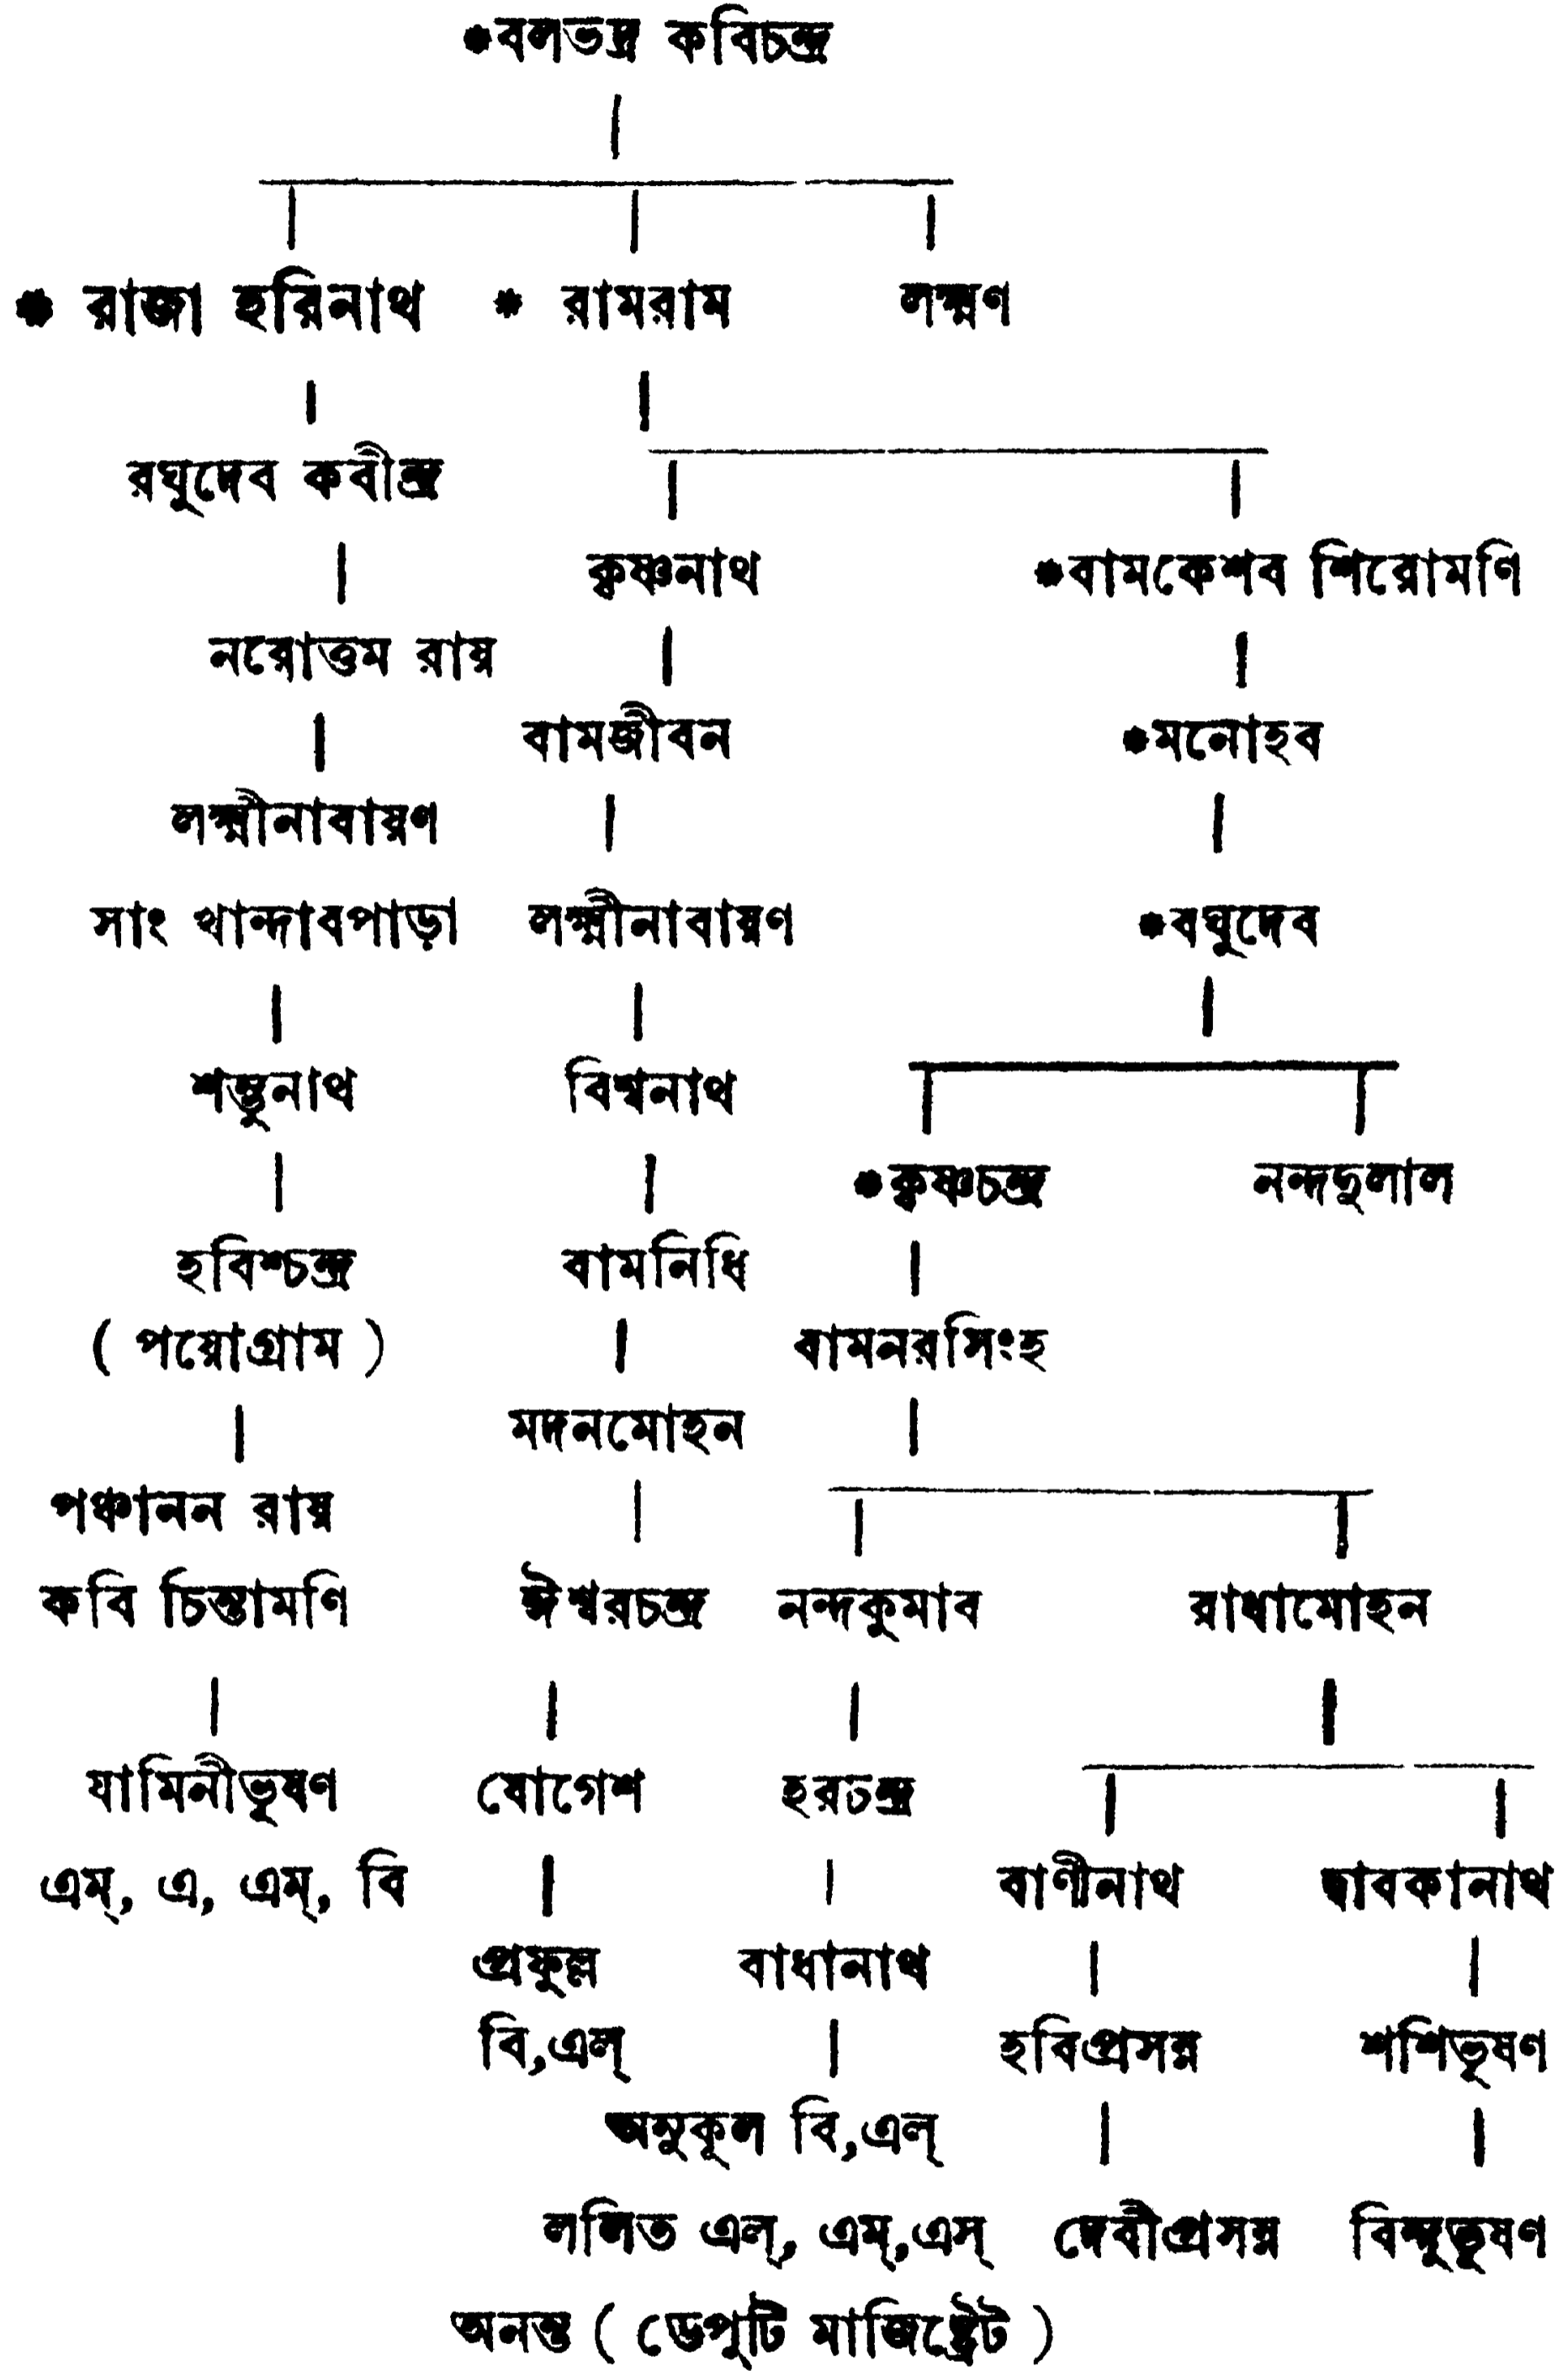 *বলভদ্র কবিচন্দ্র
* রাজা হরিনাথ * রামরাম লক্ষ্মণ
রঘুদেব কবীন্দ্র
কৃষ্ণনাথ *বামকেশব শিরোমণি
নরোত্তম রায়
বামজীবন *মনোহব
লক্ষ্মীনাবায়ণ
সাং খান্দাবপাড়া লক্ষ্মীনাবায়ণ *বঘুদেব
শম্ভুনাথ বিশ্বনাথ
*কৃষ্ণচন্দ্র নন্দদুলাল
হবিশ্চন্দ্র বামনিধি
( পয়োগ্রাম ) বামনরসিংহ
মদনমোহন
পঞ্চানন রায়
কবি চিন্তামণি ঈশ্বরচন্দ্র নন্দকুমাব রাধামোহন
যামিনীভূষণ যোগেশ হরচন্দ্র
এম্, এ, এম্, বি বাণীনাথ দ্বাবকানাথ
প্রফুল্ল বাধানাথ
বি,এল্ হবিপ্রসন্ন শশিভূষণ
অনুকূল বি,এল্
ললিত এল্, এম্,এস্ দেবীপ্রসন্ন বিন্দুভূষণ
অনন্ত ( ডেপুটি মাজিষ্ট্রেট )